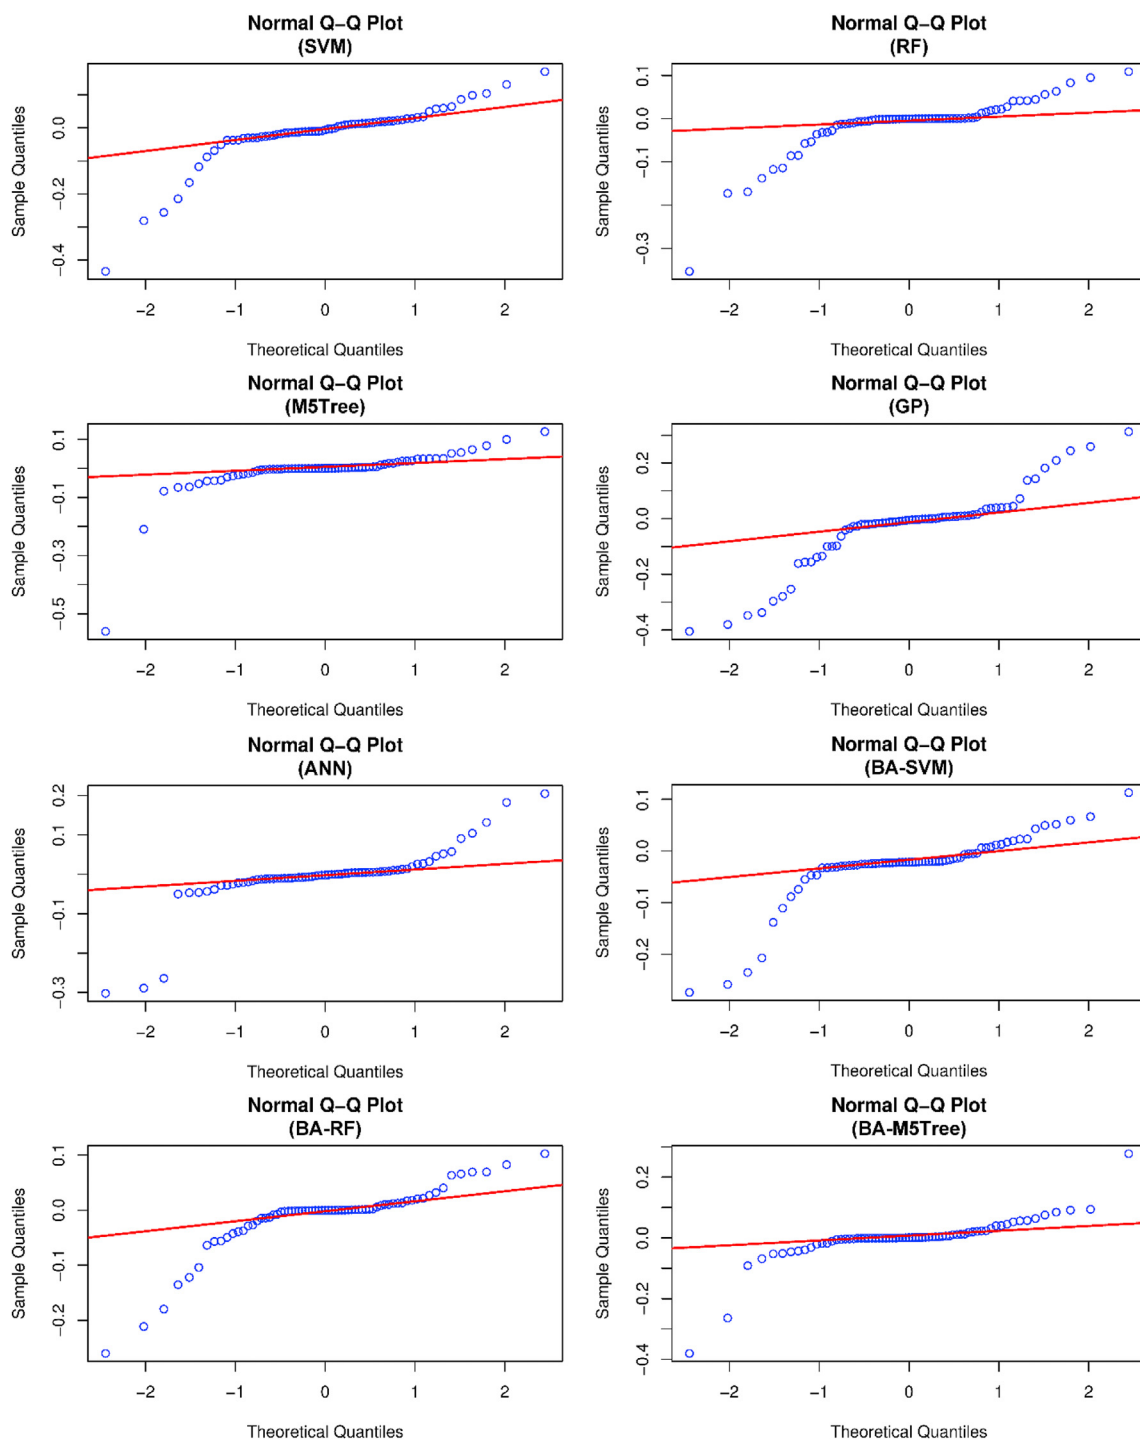 Normal Q–Q Plot
(SVM)
Sample Quantiles
0.0
−0.2
−0.4
−2 −1 0 1 2
Theoretical Quantiles
Normal Q–Q Plot
(RF)
Sample Quantiles
0.1
0.0
−0.1
−0.3
−2 −1 0 1 2
Theoretical Quantiles
Normal Q–Q Plot
(M5Tree)
Sample Quantiles
0.1
−0.1
−0.3
−0.5
−2 −1 0 1 2
Theoretical Quantiles
Normal Q–Q Plot
(GP)
Sample Quantiles
0.2
0.0
−0.2
−0.4
−2 −1 0 1 2
Theoretical Quantiles
Normal Q–Q Plot
(ANN)
Sample Quantiles
0.2
0.1
−0.1
−0.3
−2 −1 0 1 2
Theoretical Quantiles
Normal Q–Q Plot
(BA-SVM)
Sample Quantiles
0.1
0.0
−0.1
−0.2
−2 −1 0 1 2
Theoretical Quantiles
Normal Q–Q Plot
(BA-RF)
Sample Quantiles
0.1
0.0
−0.1
−0.2
−2 −1 0 1 2
Theoretical Quantiles
Normal Q–Q Plot
(BA-M5Tree)
Sample Quantiles
0.2
0.0
−0.2
−0.4
−2 −1 0 1 2
Theoretical Quantiles